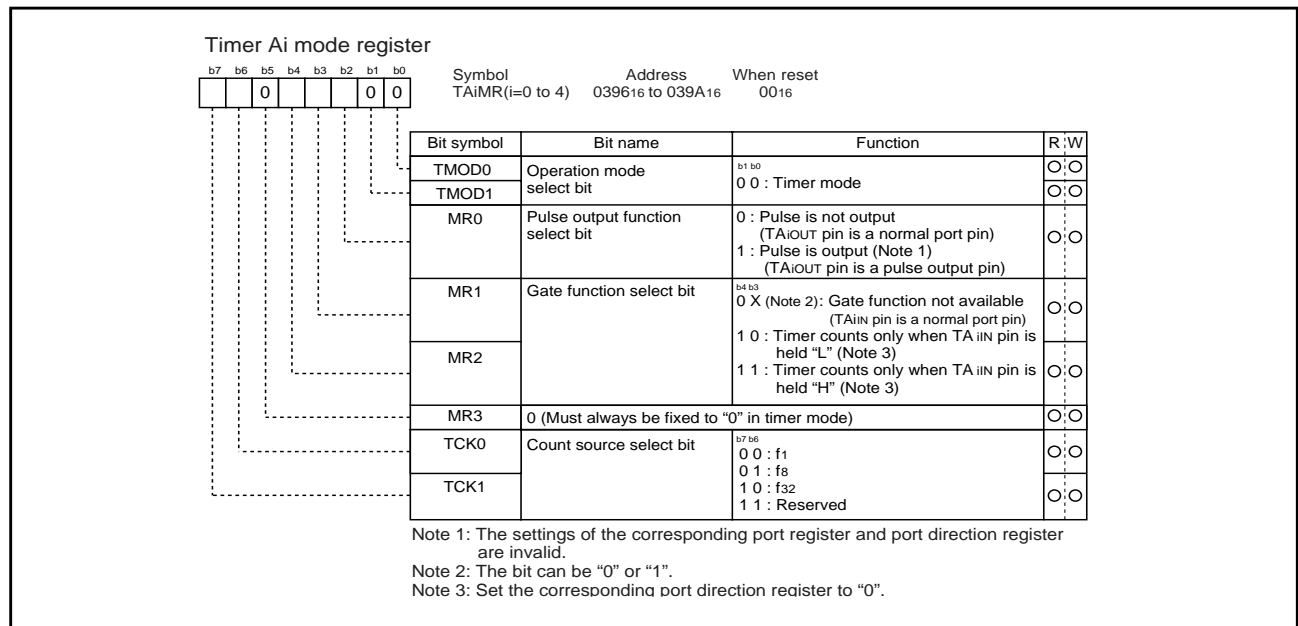 Timer Ai mode register
b7 b6 b5 b4 b3 b2 b1 b0
0 0 0
Symbol Address When reset
TAiMR(i=0 to 4) 039616 to 039A16 0016
Bit symbol Bit name Function R W
TMOD0 Operation mode select bit b1 b0
TMOD1 0 0 : Timer mode
MR0 Pulse output function select bit 0 : Pulse is not output
(TAiOUT pin is a normal port pin)
1 : Pulse is output (Note 1)
(TAiOUT pin is a pulse output pin)
MR1 Gate function select bit b4 b3
0 X (Note 2): Gate function not available
(TAiIN pin is a normal port pin)
1 0 : Timer counts only when TAiIN pin is
MR2 held “L” (Note 3)
1 1 : Timer counts only when TAiIN pin is
held “H” (Note 3)
MR3 0 (Must always be fixed to “0” in timer mode)
TCK0 Count source select bit b7 b6
0 0 : f1
0 1 : f8
TCK1 1 0 : f32
1 1 : Reserved
Note 1: The settings of the corresponding port register and port direction register
are invalid.
Note 2: The bit can be “0” or “1”.
Note 3: Set the corresponding port direction register to “0”.